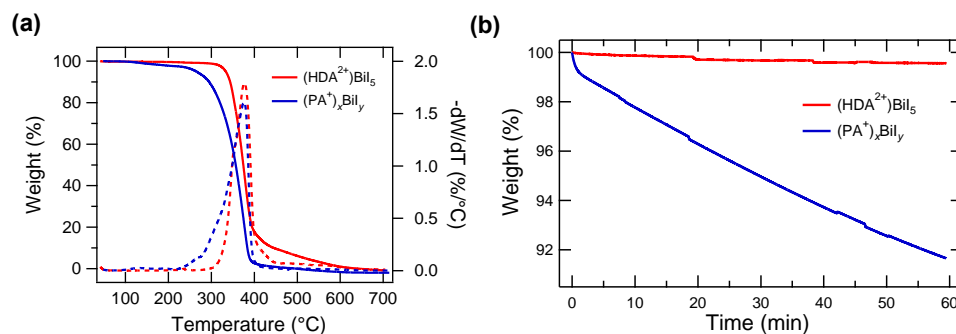 (a)
100
80
60
40
20
0
Weight (%)
100 200 300 400 500 600 700
Temperature (°C)
2.0
1.5
1.0
0.5
0.0
-dW/dT (%/°C)
(HDA²⁺)BiI₅
(PA⁺)ₓBiIᵧ
(b)
100
98
96
94
92
Weight (%)
0 10 20 30 40 50 60
Time (min)
(HDA²⁺)BiI₅
(PA⁺)ₓBiIᵧ